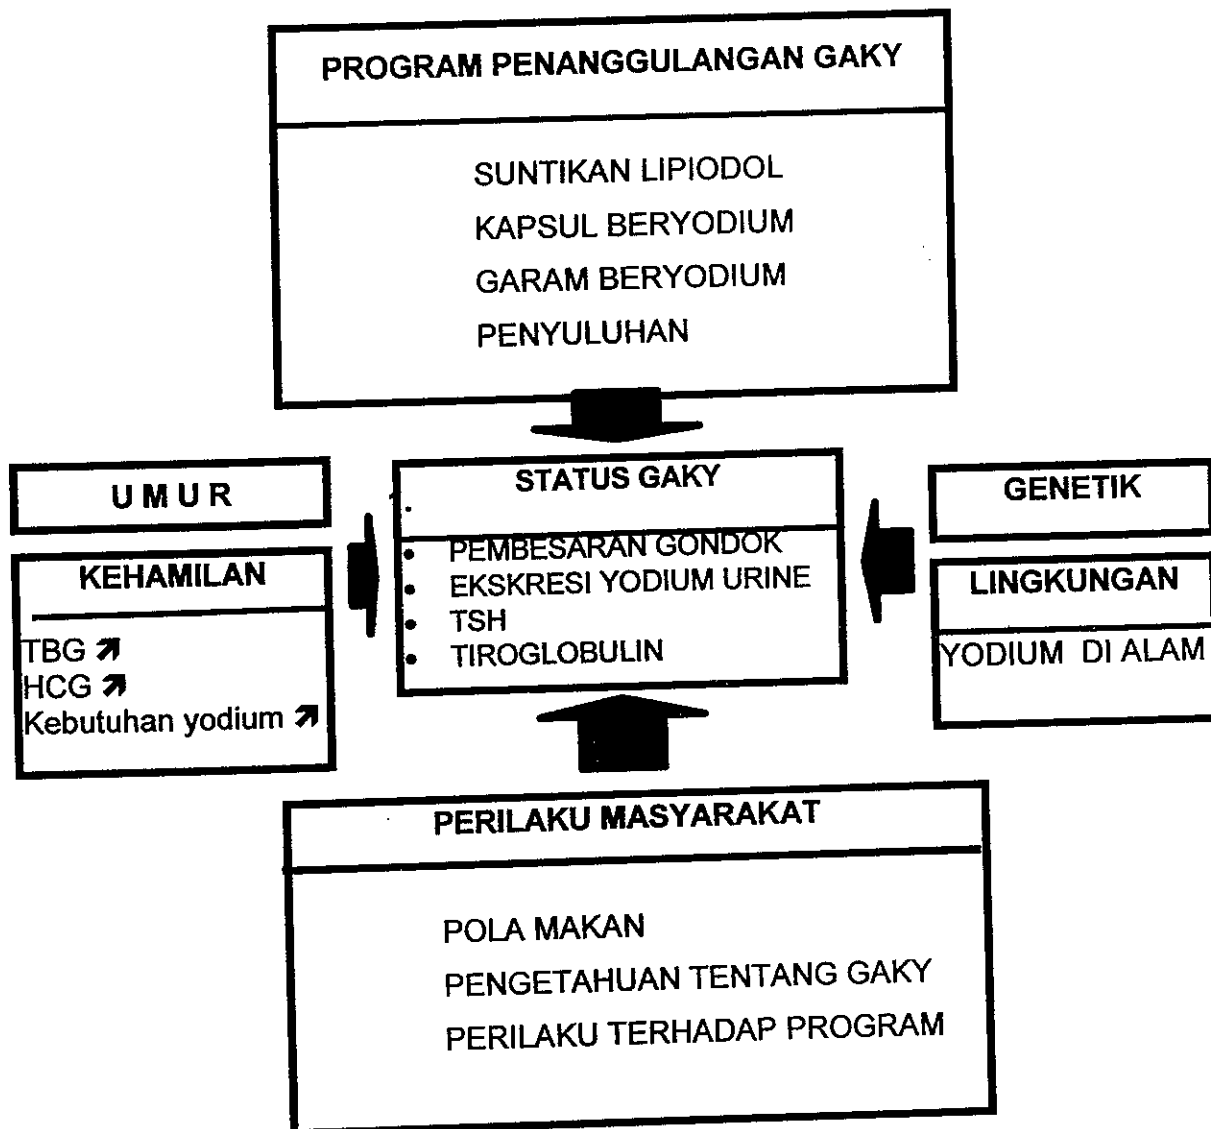 PROGRAM PENANGGULANGAN GAKY
SUNTIKAN LIPIODOL
KAPSUL BERYODIUM
GARAM BERYODIUM
PENYULUHAN
U M U R
KEHAMILAN
TBG ↗
HCG ↗
Kebutuhan yodium ↗
STATUS GAKY
• PEMBESARAN GONDOK
• EKSKRESI YODIUM URINE
• TSH
• TIROGLOBULIN
GENETIK
LINGKUNGAN
YODIUM DI ALAM
PERILAKU MASYARAKAT
POLA MAKAN
PENGETAHUAN TENTANG GAKY
PERILAKU TERHADAP PROGRAM